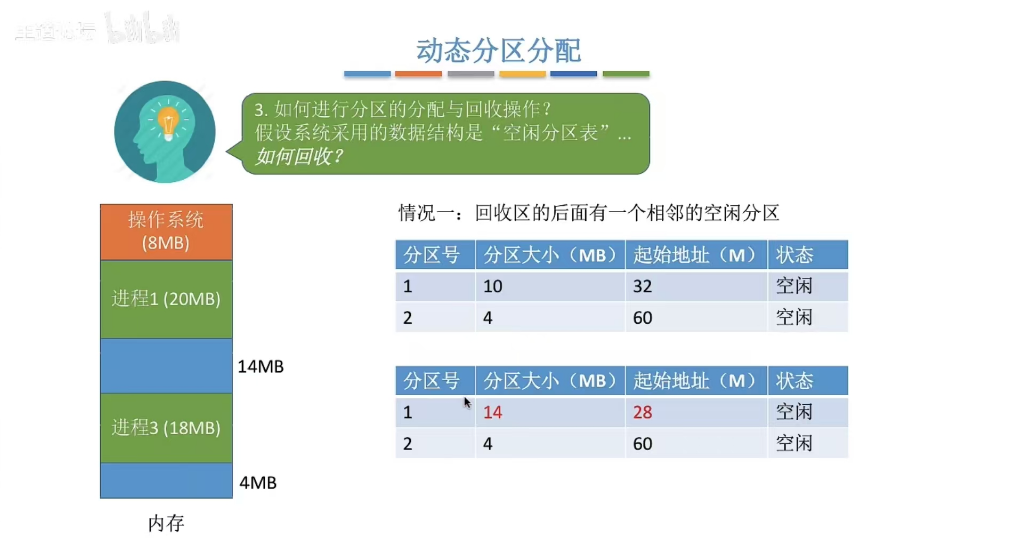 动态分区分配
3. 如何进行分区的分配与回收操作？
假设系统采用的数据结构是“空闲分区表”...
如何回收？
操作系统
(8MB)
进程1 (20MB)
14MB
进程3 (18MB)
4MB
内存
情况一：回收区的后面有一个相邻的空闲分区
分区号 分区大小（MB） 起始地址（M） 状态
1 10 32 空闲
2 4 60 空闲
分区号 分区大小（MB） 起始地址（M） 状态
1 14 28 空闲
2 4 60 空闲